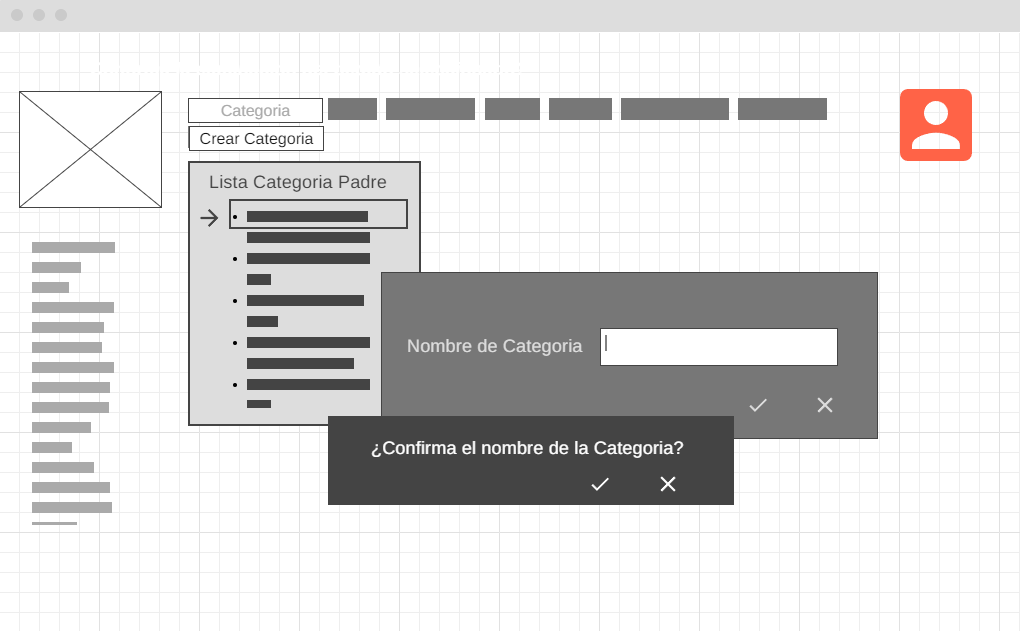 Categoria
Crear Categoria
Lista Categoria Padre
Nombre de Categoria
¿Confirma el nombre de la Categoria?